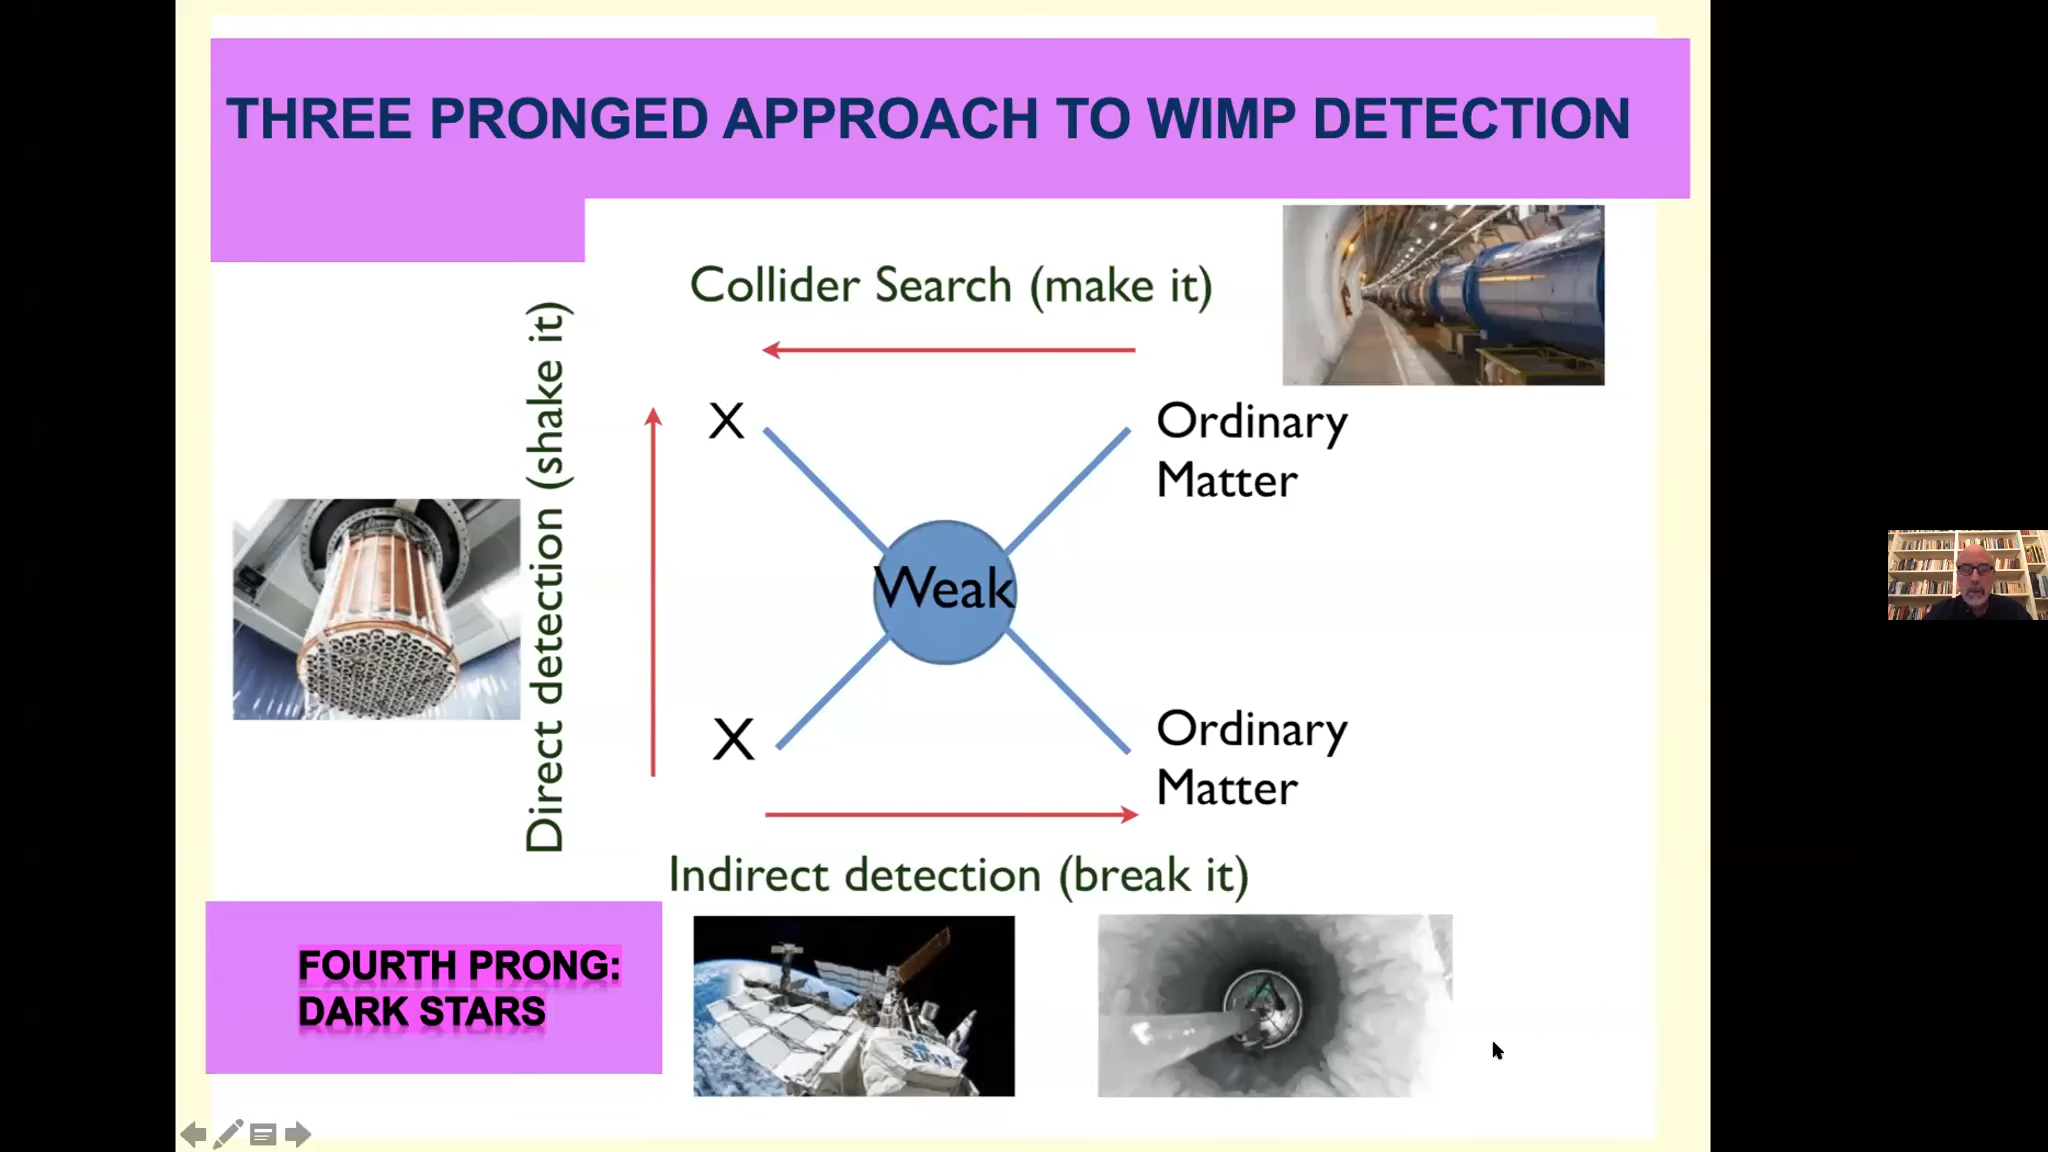 THREE PRONGED APPROACH TO WIMP DETECTION
Collider Search (make it)
Direct detection (shake it)
X
Ordinary
Matter
Weak
X
Ordinary
Matter
Indirect detection (break it)
FOURTH PRONG:
DARK STARS
AMS